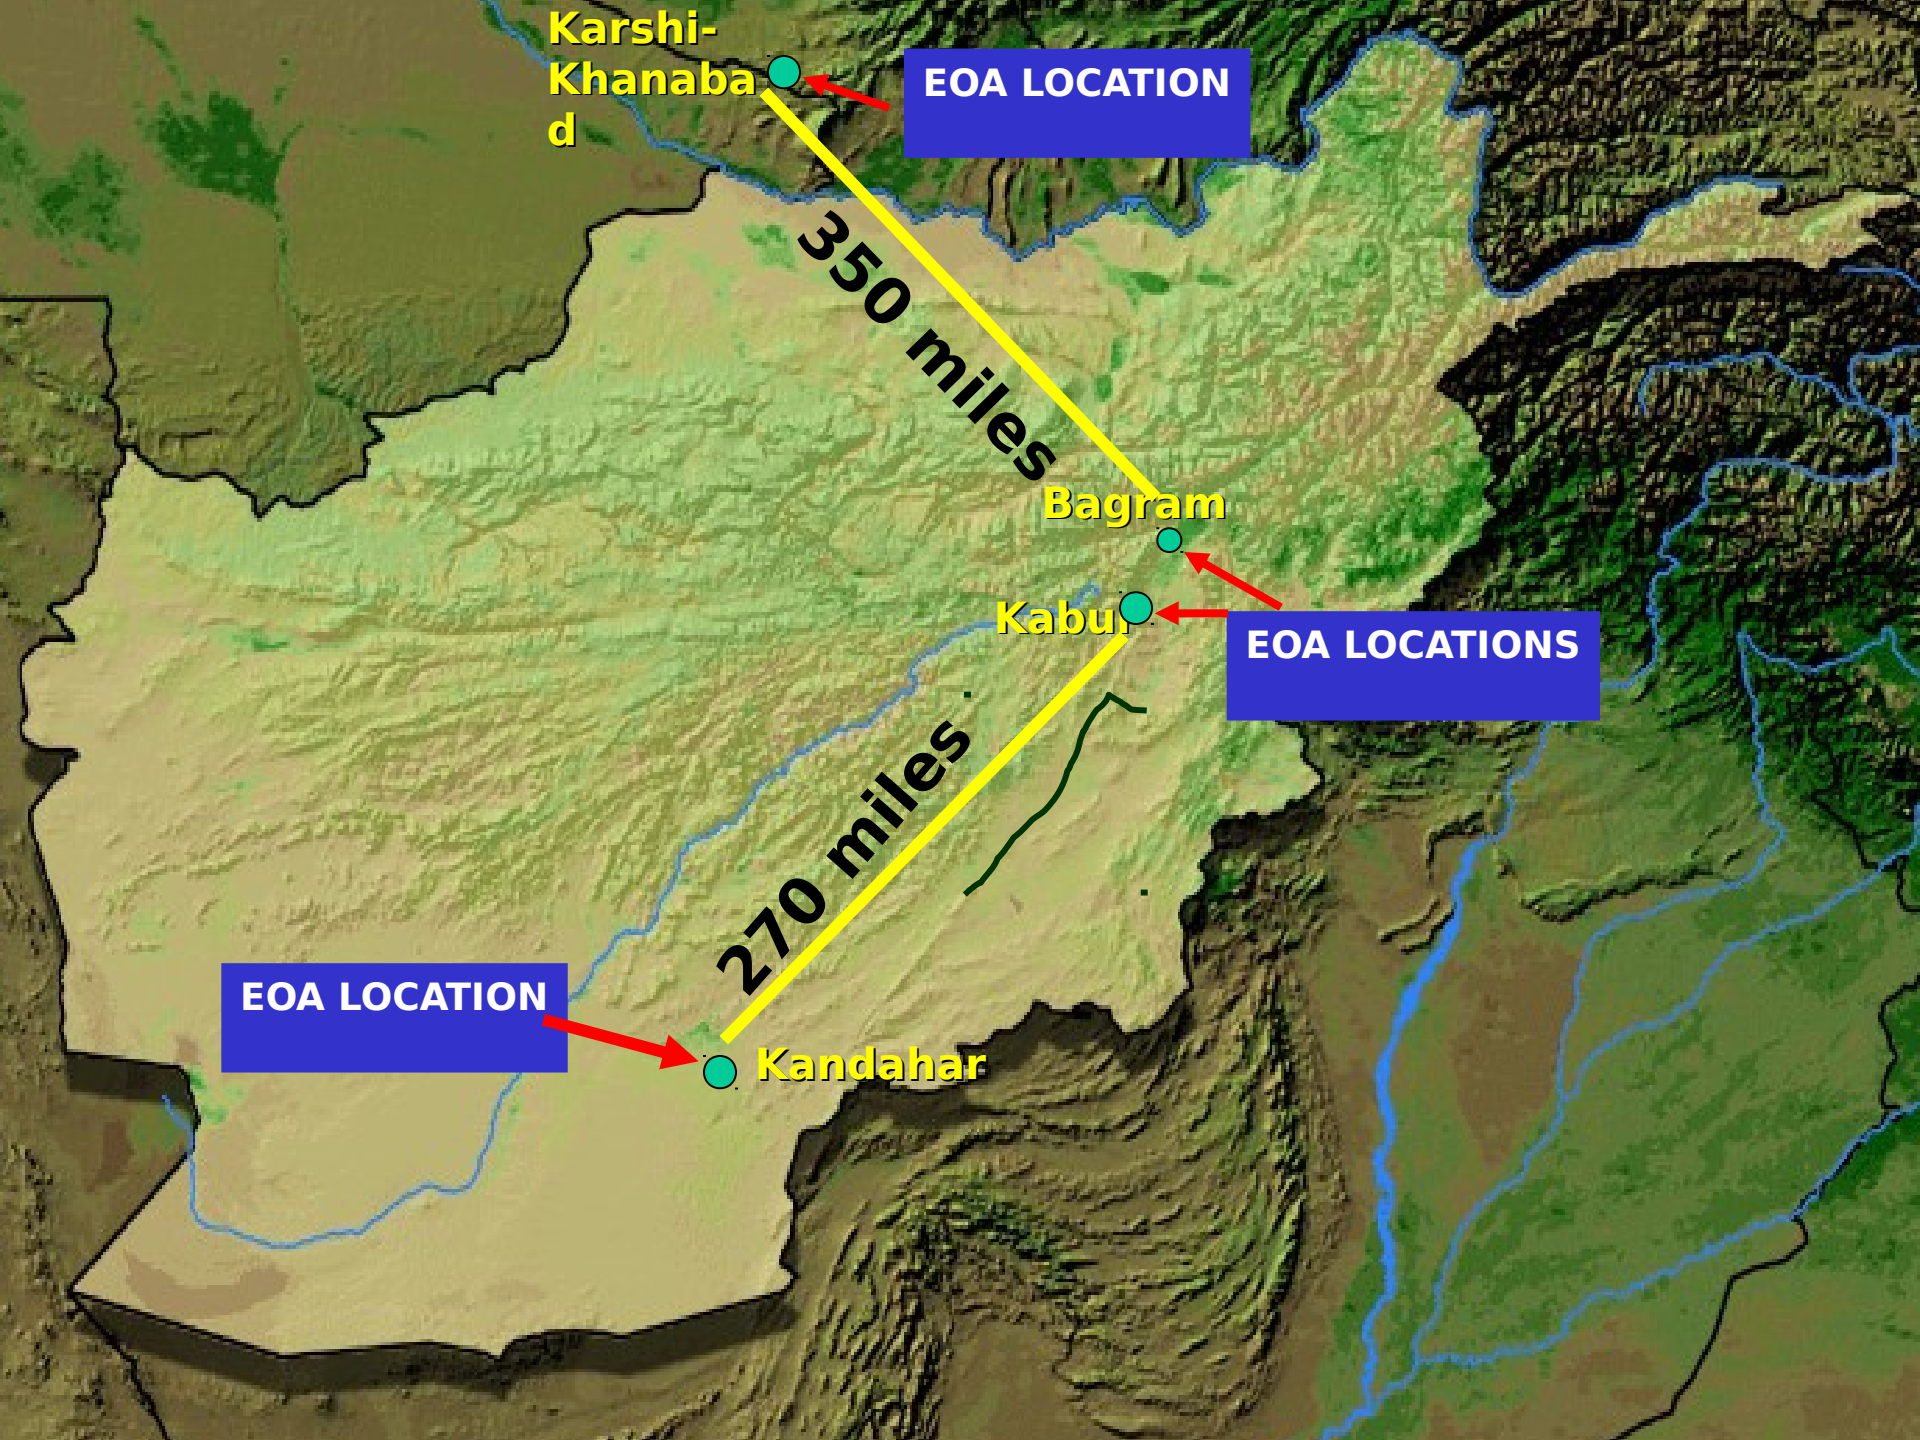 Karshi-
Khanaba
d
EOA LOCATION
350 miles
Bagram
Kabul
EOA LOCATIONS
270 miles
EOA LOCATION
Kandahar